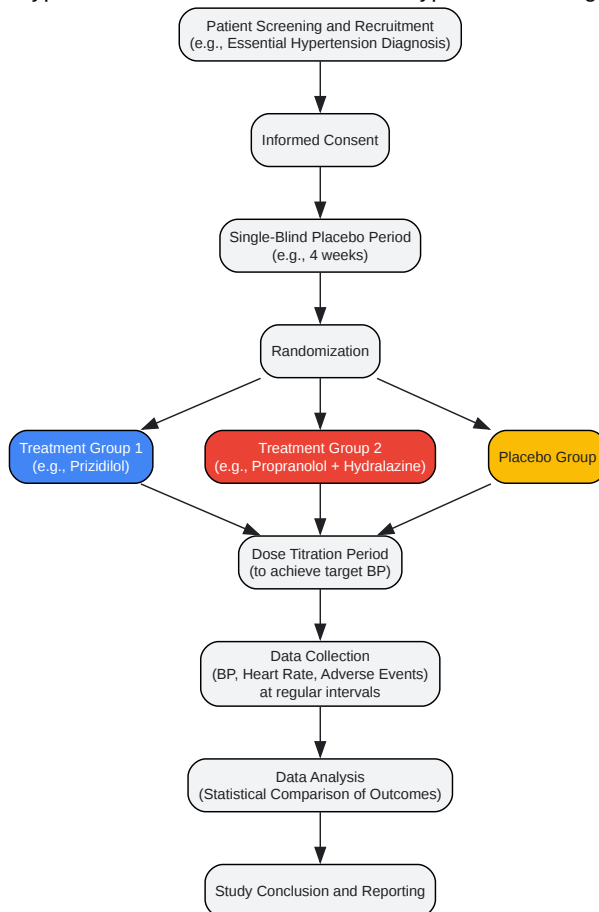 Patient Screening and Recruitment
(e.g., Essential Hypertension Diagnosis)
Informed Consent
Single-Blind Placebo Period
(e.g., 4 weeks)
Randomization
Treatment Group 1
(e.g., Prizidilol)
Treatment Group 2
(e.g., Propranolol + Hydralazine)
Placebo Group
Dose Titration Period
(to achieve target BP)
Data Collection
(BP, Heart Rate, Adverse Events)
at regular intervals
Data Analysis
(Statistical Comparison of Outcomes)
Study Conclusion and Reporting